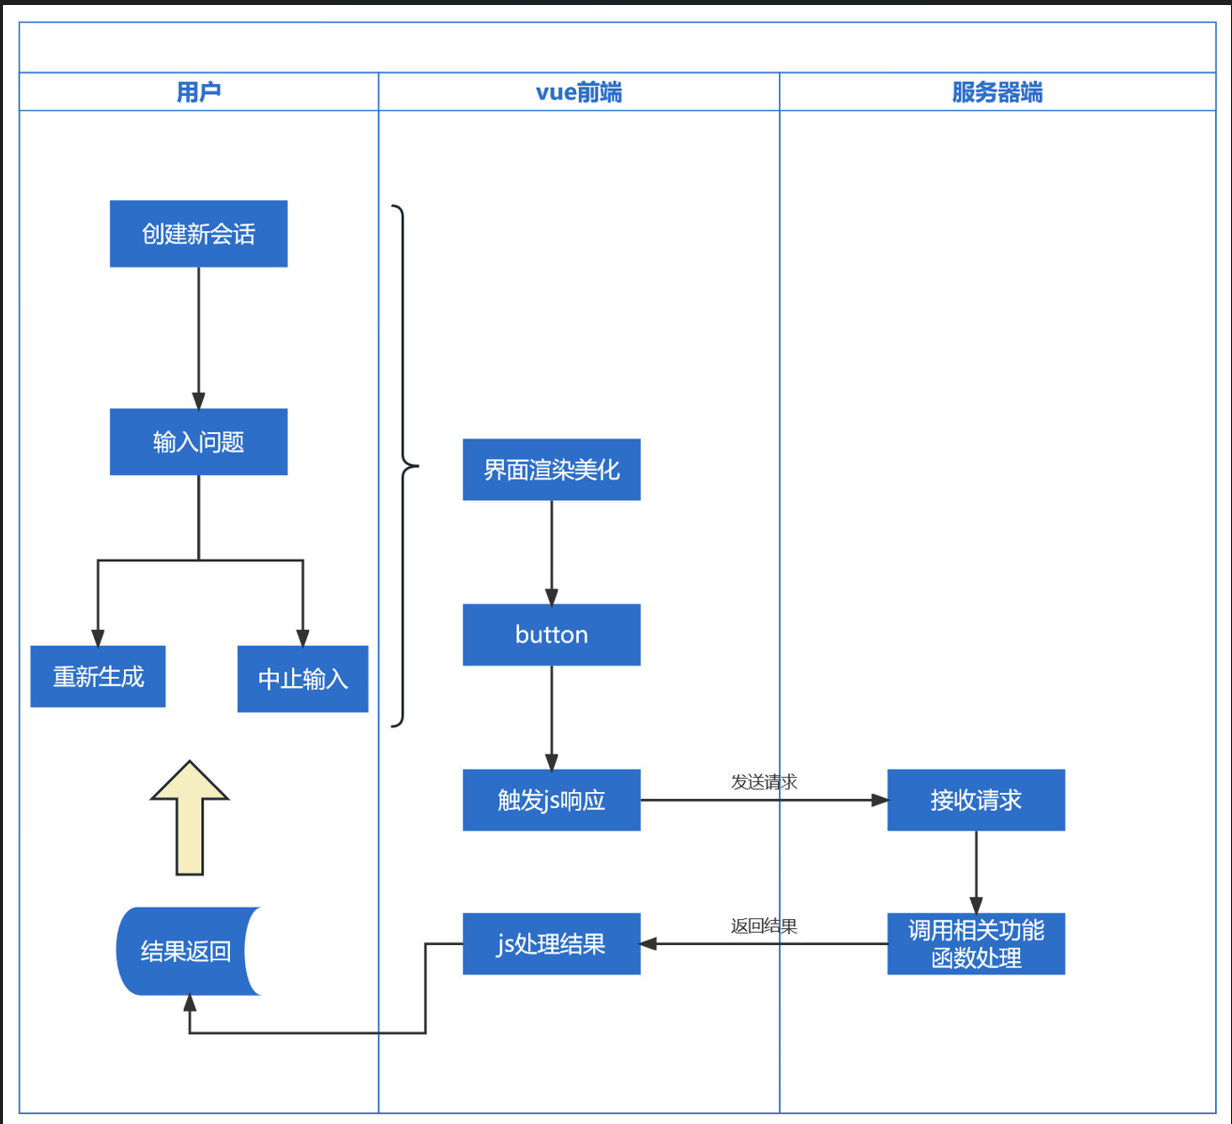 用户
vue前端
服务器端
创建新会话
输入问题
重新生成
中止输入
结果返回
界面渲染美化
button
触发js响应
发送请求
接收请求
调用相关功能
函数处理
返回结果
js处理结果